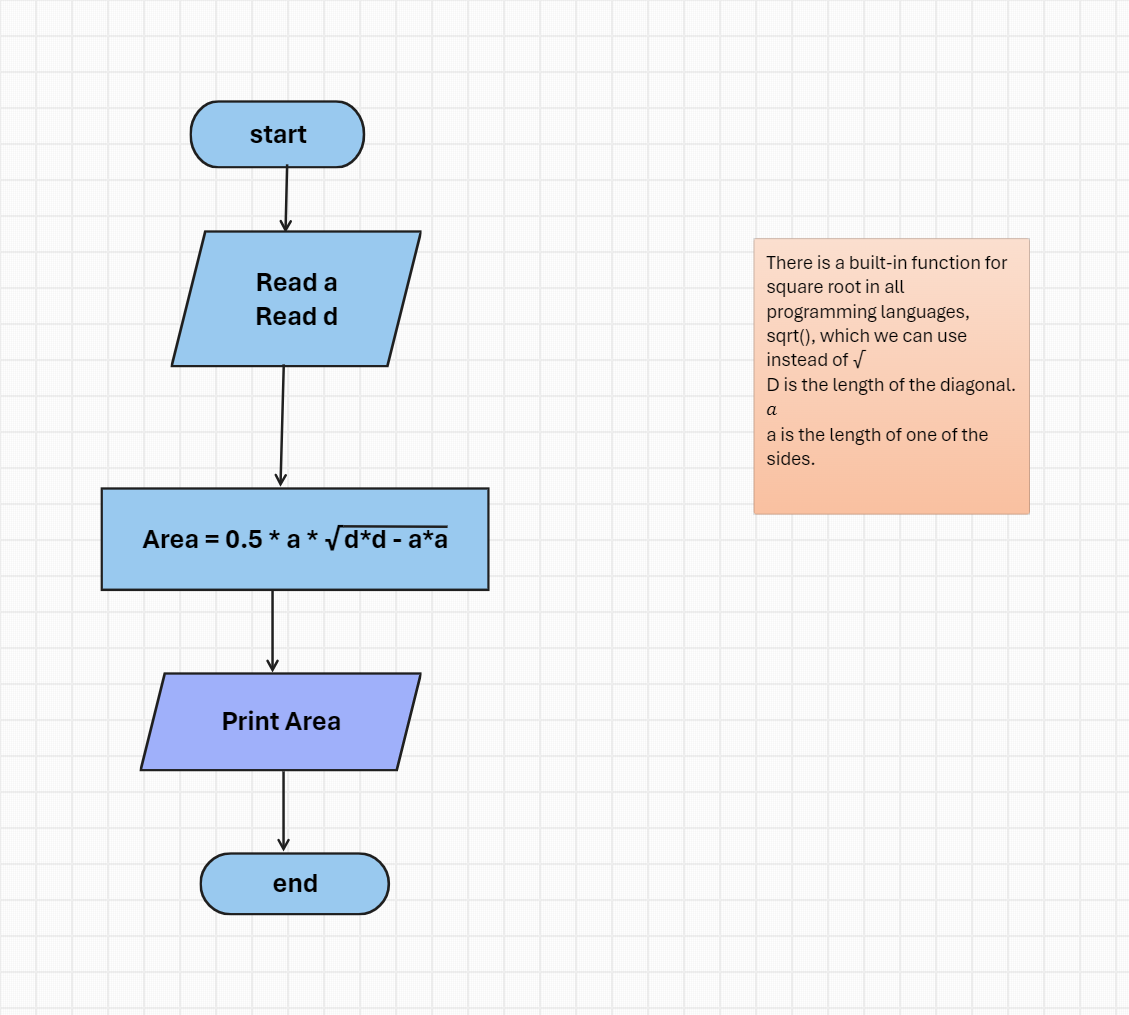 start
Read a
Read d
Area = 0.5 * a * √d*d - a*a
Print Area
end
There is a built-in function for
square root in all
programming languages,
sqrt(), which we can use
instead of √
D is the length of the diagonal.
𝑎
a is the length of one of the
sides.